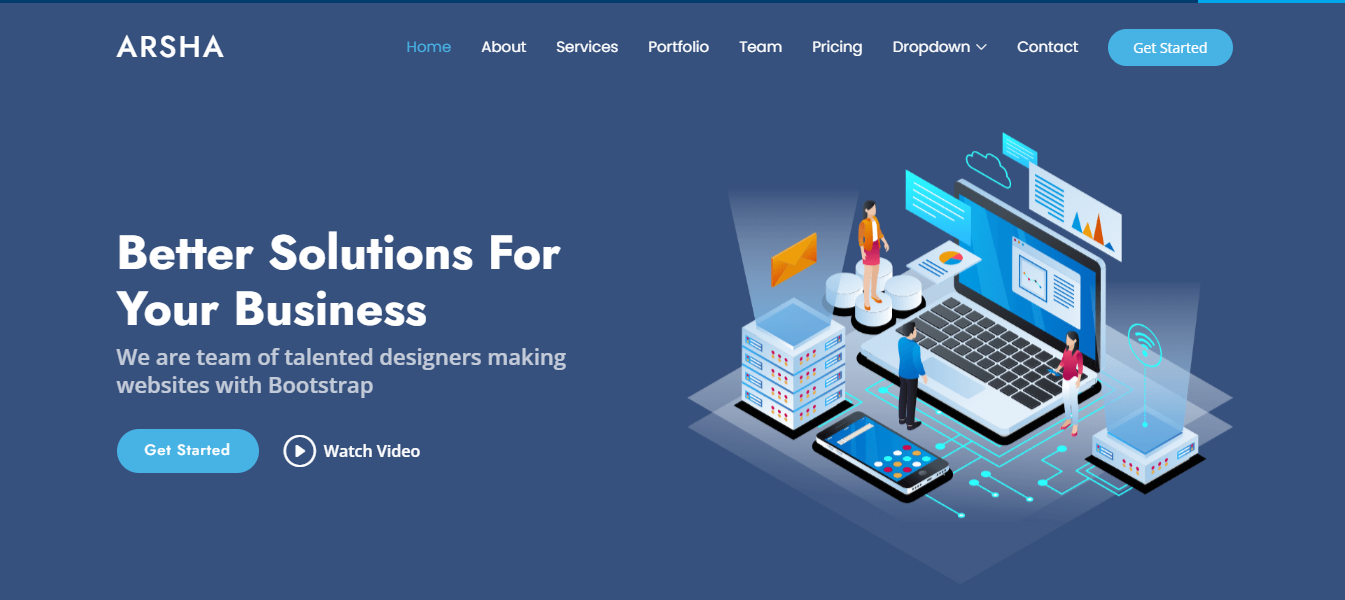 ARSHA
Home About Services Portfolio Team Pricing Dropdown Contact Get Started
Better Solutions For
Your Business
We are team of talented designers making
websites with Bootstrap
Get Started Watch Video